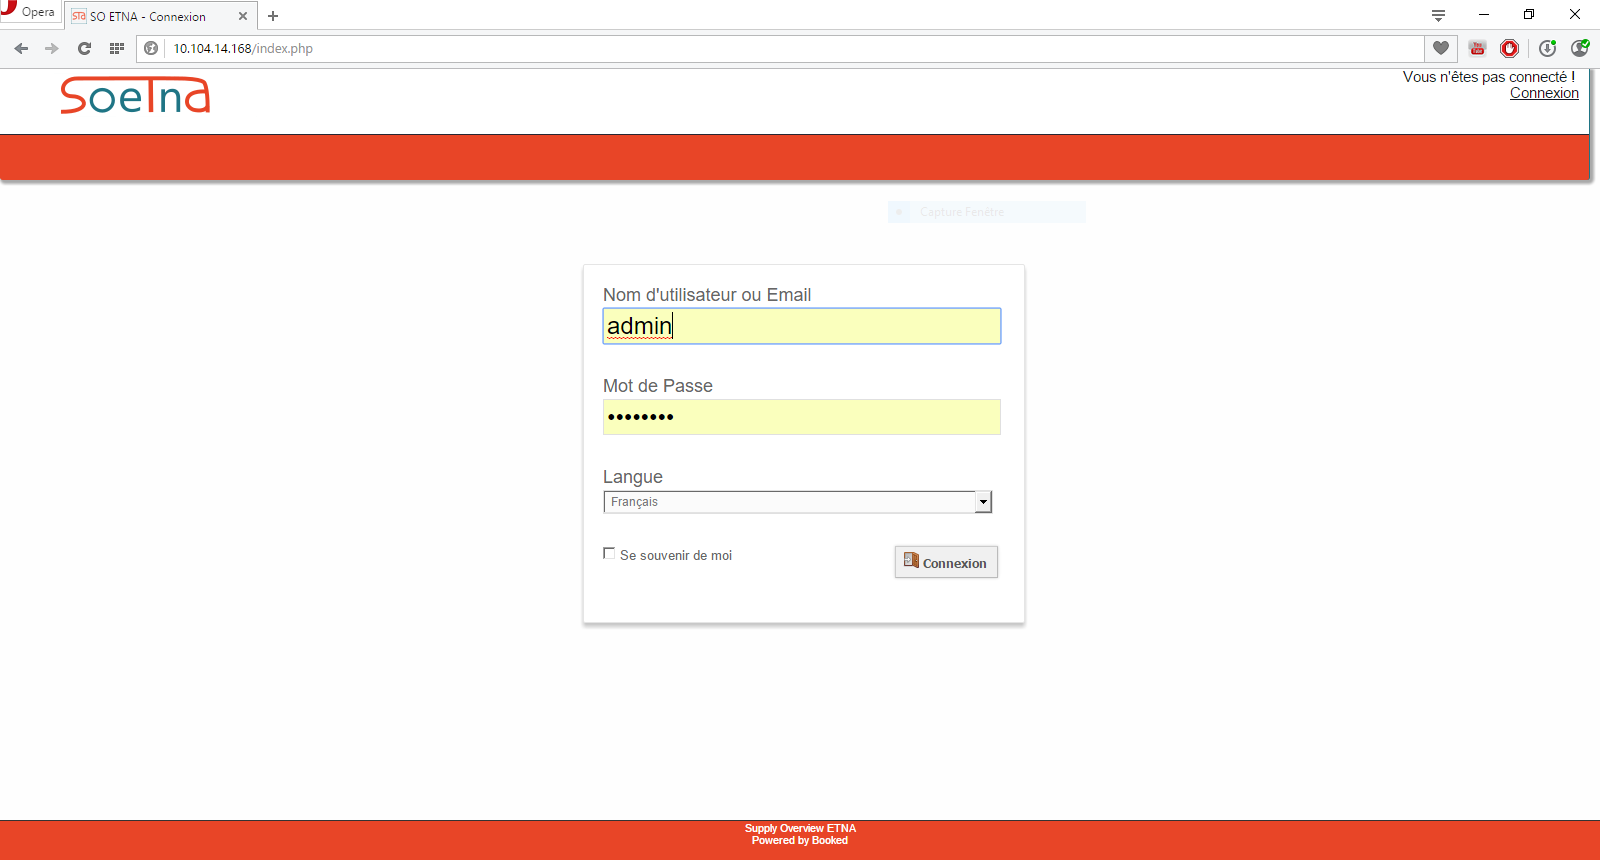 Opera
SO ETNA - Connexion
10.104.14.168/index.php
Vous n'êtes pas connecté !
Connexion
soeTna
Capture Fenêtre
Nom d'utilisateur ou Email
admin
Mot de Passe
••••••••
Langue
Français
Se souvenir de moi
Connexion
Supply Overview ETNA
Powered by Booked